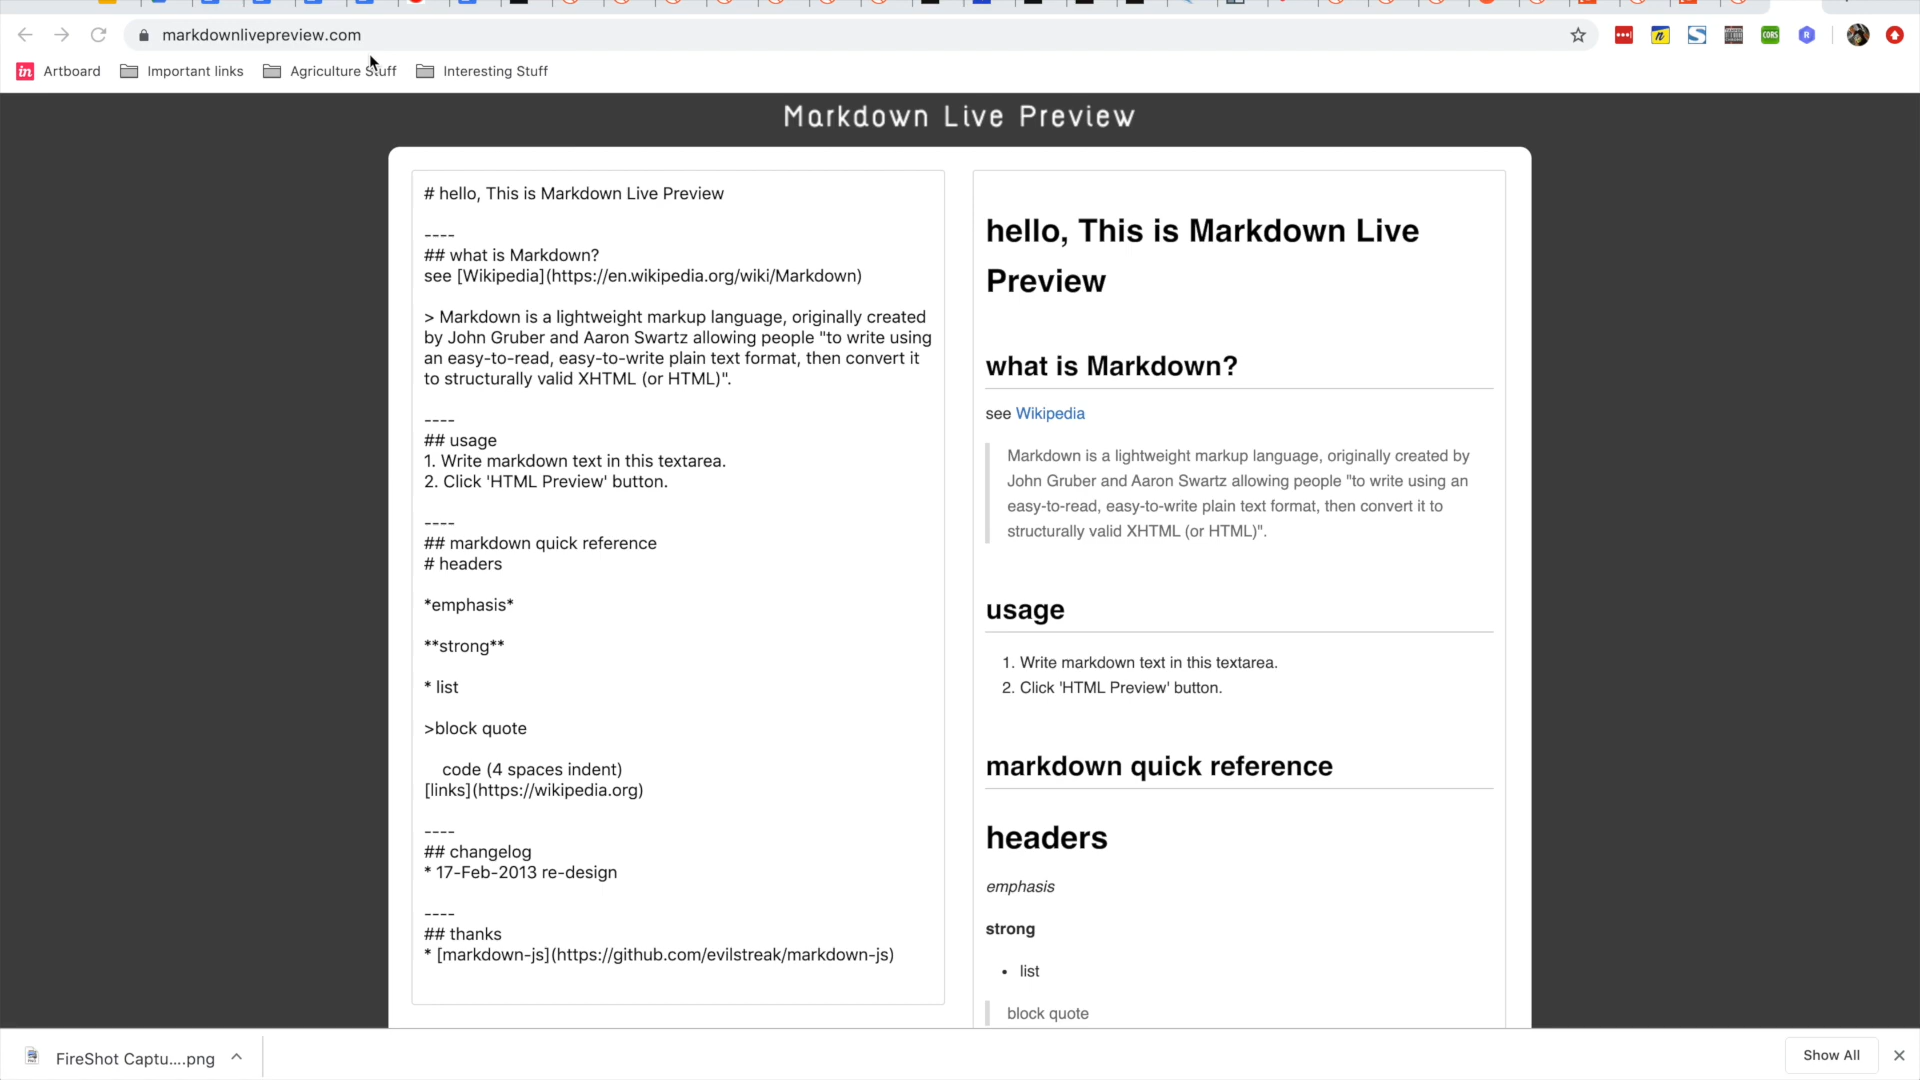 markdownlivepreview.com
Artboard Important links Agriculture Stuff Interesting Stuff
Markdown Live Preview
# hello, This is Markdown Live Preview
----
## what is Markdown?
see [Wikipedia](https://en.wikipedia.org/wiki/Markdown)
> Markdown is a lightweight markup language, originally created
by John Gruber and Aaron Swartz allowing people "to write using
an easy-to-read, easy-to-write plain text format, then convert it
to structurally valid XHTML (or HTML)".
----
## usage
1. Write markdown text in this textarea.
2. Click 'HTML Preview' button.
----
## markdown quick reference
# headers
*emphasis*
**strong**
* list
>block quote
code (4 spaces indent)
[links](https://wikipedia.org)
----
## changelog
* 17-Feb-2013 re-design
----
## thanks
* [markdown-js](https://github.com/evilstreak/markdown-js)
hello, This is Markdown Live
Preview
what is Markdown?
see Wikipedia
Markdown is a lightweight markup language, originally created by
John Gruber and Aaron Swartz allowing people "to write using an
easy-to-read, easy-to-write plain text format, then convert it to
structurally valid XHTML (or HTML)".
usage
1. Write markdown text in this textarea.
2. Click 'HTML Preview' button.
markdown quick reference
headers
emphasis
strong
• list
block quote
FireShot Captu....png
Show All